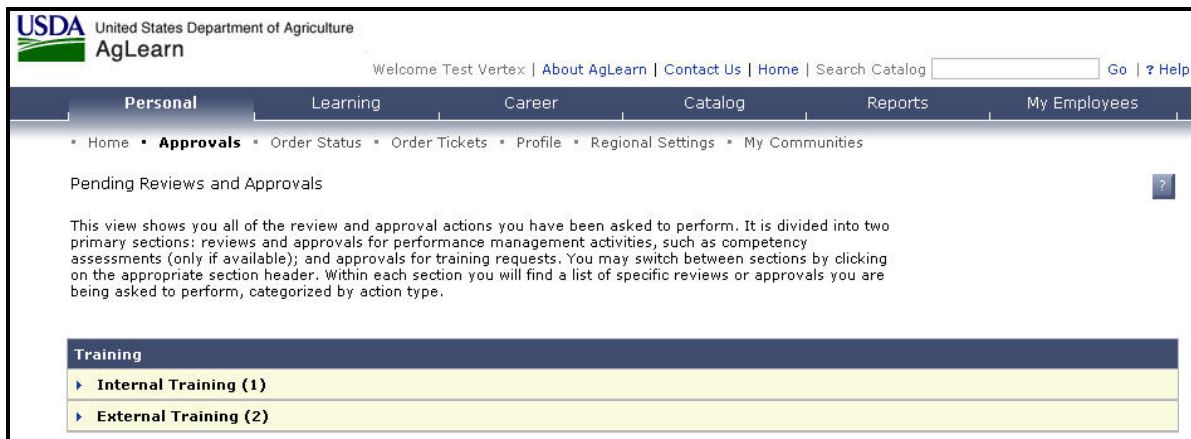 USDA United States Department of Agriculture
AgLearn
Welcome Test Vertex | About AgLearn | Contact Us | Home | Search Catalog Go | ? Help
Personal Learning Career Catalog Reports My Employees
▪ Home ▪ Approvals ▪ Order Status ▪ Order Tickets ▪ Profile ▪ Regional Settings ▪ My Communities
Pending Reviews and Approvals ?
This view shows you all of the review and approval actions you have been asked to perform. It is divided into two
primary sections: reviews and approvals for performance management activities, such as competency
assessments (only if available); and approvals for training requests. You may switch between sections by clicking
on the appropriate section header. Within each section you will find a list of specific reviews or approvals you are
being asked to perform, categorized by action type.
Training
Internal Training (1)
External Training (2)